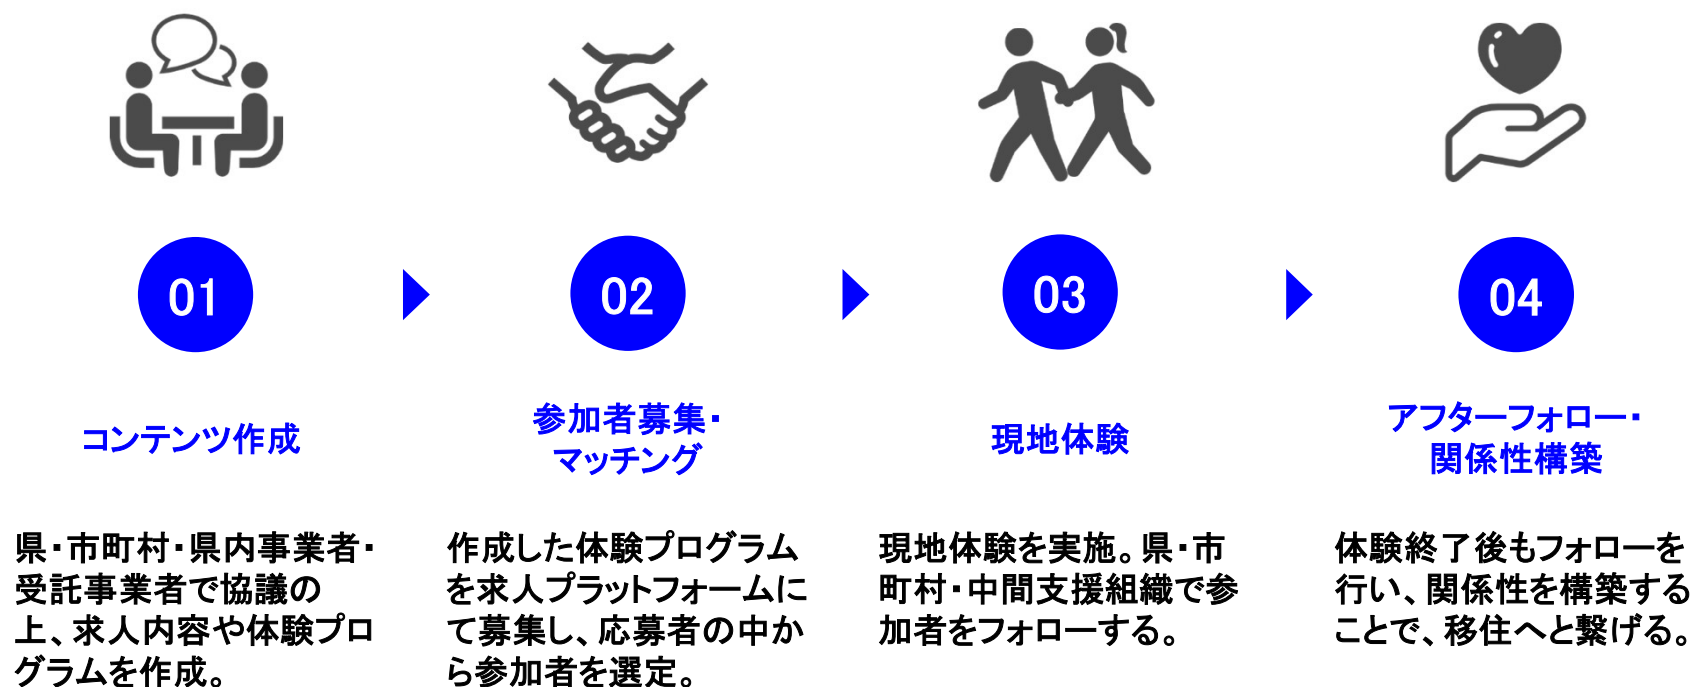 01
コンテンツ作成
県・市町村・県内事業者・
受託事業者で協議の
上、求人内容や体験プロ
グラムを作成。
02
参加者募集・
マッチング
作成した体験プログラム
を求人プラットフォームに
て募集し、応募者の中か
ら参加者を選定。
03
現地体験
現地体験を実施。県・市
町村・中間支援組織で参
加者をフォローする。
04
アフターフォロー・
関係性構築
体験終了後もフォローを
行い、関係性を構築する
ことで、移住へと繋げる。